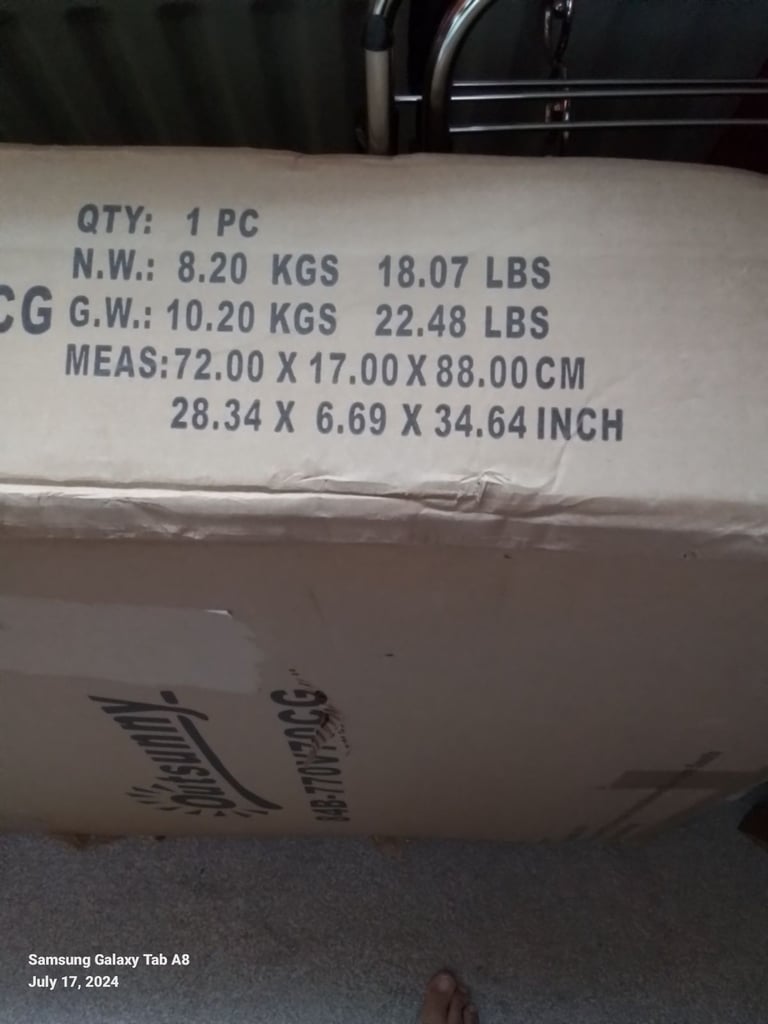 QTY: 1 PC
N.W.: 8.20 KGS 18.07 LBS
CG
G.W.: 10.20 KGS 22.48 LBS
MEAS: 72.00 X 17.00 X 88.00 CM
28.34 X 6.69 X 34.64 INCH
Outsunny
84B-770V70CG
Samsung Galaxy Tab A8
July 17, 2024